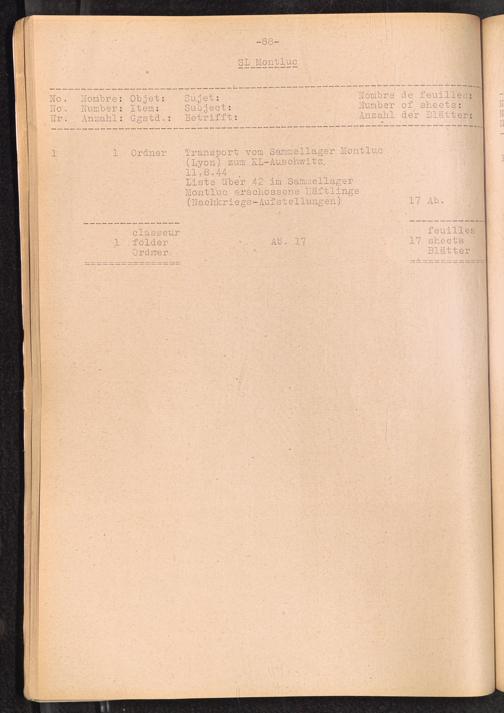 -88-
SL Montluc
No. Nombre: Objet: Sujet: Nombre de feuilles:
No. Number: Item: Subject: Number of sheets:
Nr. Anzahl: Ggstd.: Betrifft: Anzahl der Blätter:
1 1 Ordner Transport vom Sammellager Montluc
(Lyon) zum KL-Auschwitz,
11.8.44
Liste über 42 im Sammellager
Montluc erschossene Häftlinge
(Nachkriegs-Aufstellungen) 17 Ab.
classeur feuilles
1 folder Ab. 17 17 sheets
Ordner Blätter